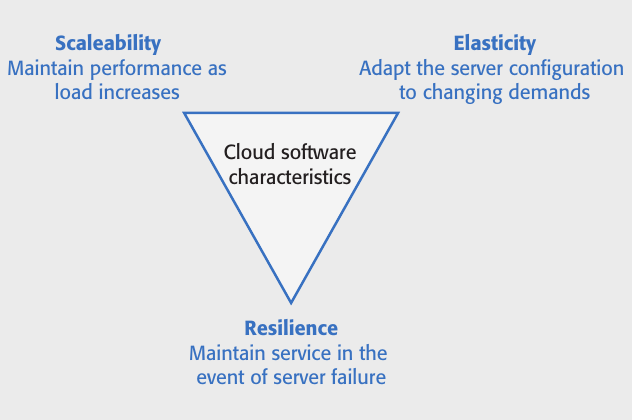 Scaleability
Maintain performance as
load increases
Elasticity
Adapt the server configuration
to changing demands
Cloud software
characteristics
Resilience
Maintain service in the
event of server failure